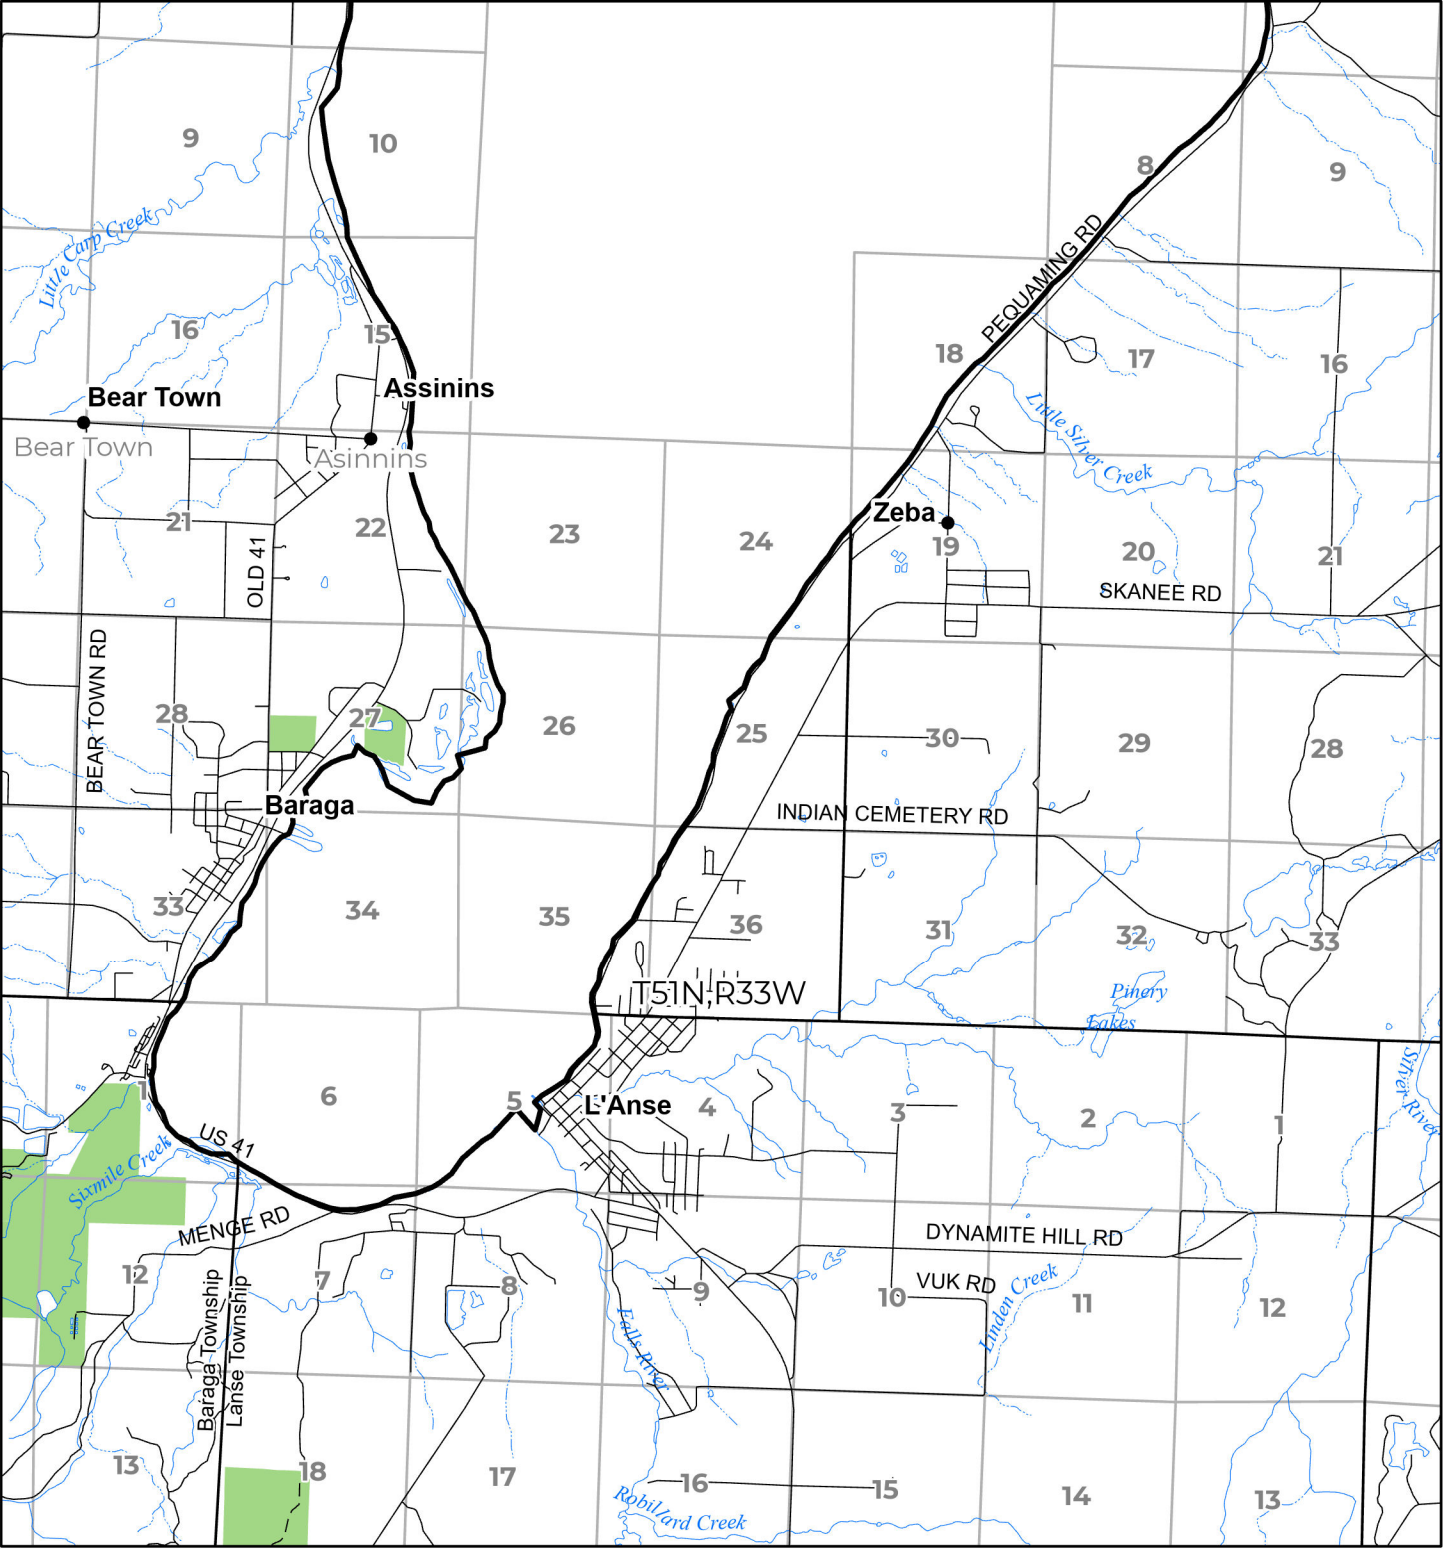 9
10
8
9
Little Carp Creek
PEQUAMING RD
16
15
18
17
16
Bear Town
Assinins
Little Silver Creek
Bear Town
Asinnins
Zeba
21
22
23
24
19
20
21
OLD 41
SKANEE RD
BEAR TOWN RD
28
27
26
25
30
29
28
Baraga
INDIAN CEMETERY RD
33
34
35
36
31
32
33
T51N,R33W
Pinery
Lakes
Silver River
1
6
5
L'Anse
4
3
2
1
US 41
Sixmile Creek
MENGE RD
DYNAMITE HILL RD
12
7
8
9
VUK RD
10
11
12
Linden Creek
Baraga Township
Lanse Township
Falls River
13
18
17
16
15
14
13
Robillard Creek